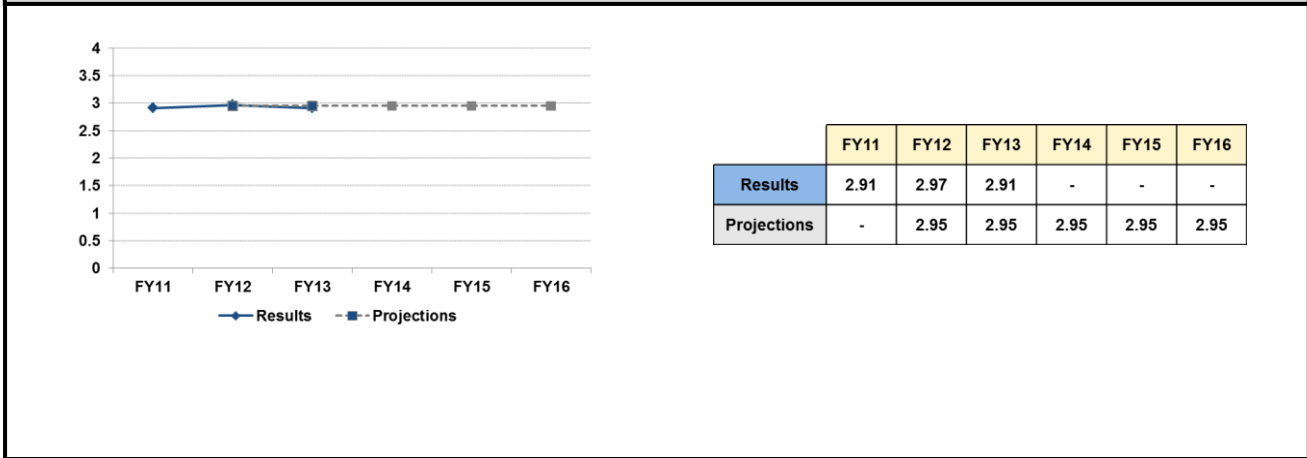 4
3.5
3
2.5
2
1.5
1
0.5
0
FY11 FY12 FY13 FY14 FY15 FY16
Results Projections
FY11 FY12 FY13 FY14 FY15 FY16
Results 2.91 2.97 2.91 - - -
Projections - 2.95 2.95 2.95 2.95 2.95